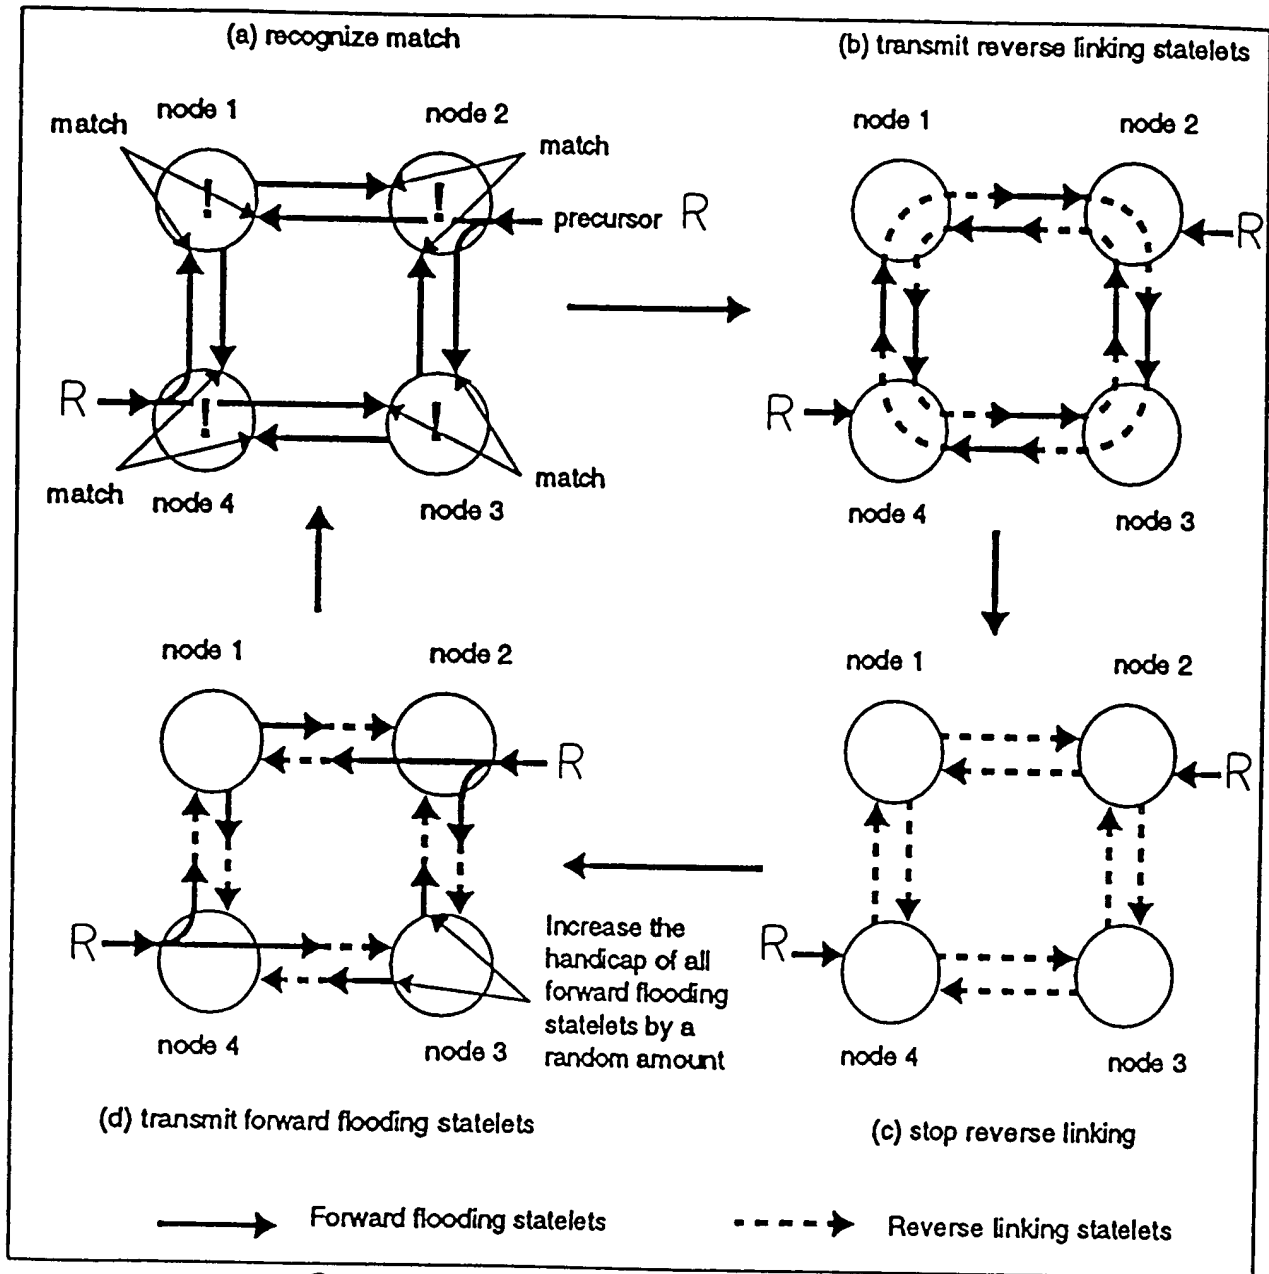 (a) recognize match
(b) transmit reverse linking statelets
node 1
node 2
match
match
precursor R
R
match
match
node 4
node 3
node 1
node 2
R
R
node 4
node 3
node 1
node 2
R
R
node 4
node 3
Increase the
handicap of all
forward flooding
statelets by a
random amount
(d) transmit forward flooding statelets
node 1
node 2
R
R
node 4
node 3
(c) stop reverse linking
Forward flooding statelets
Reverse linking statelets